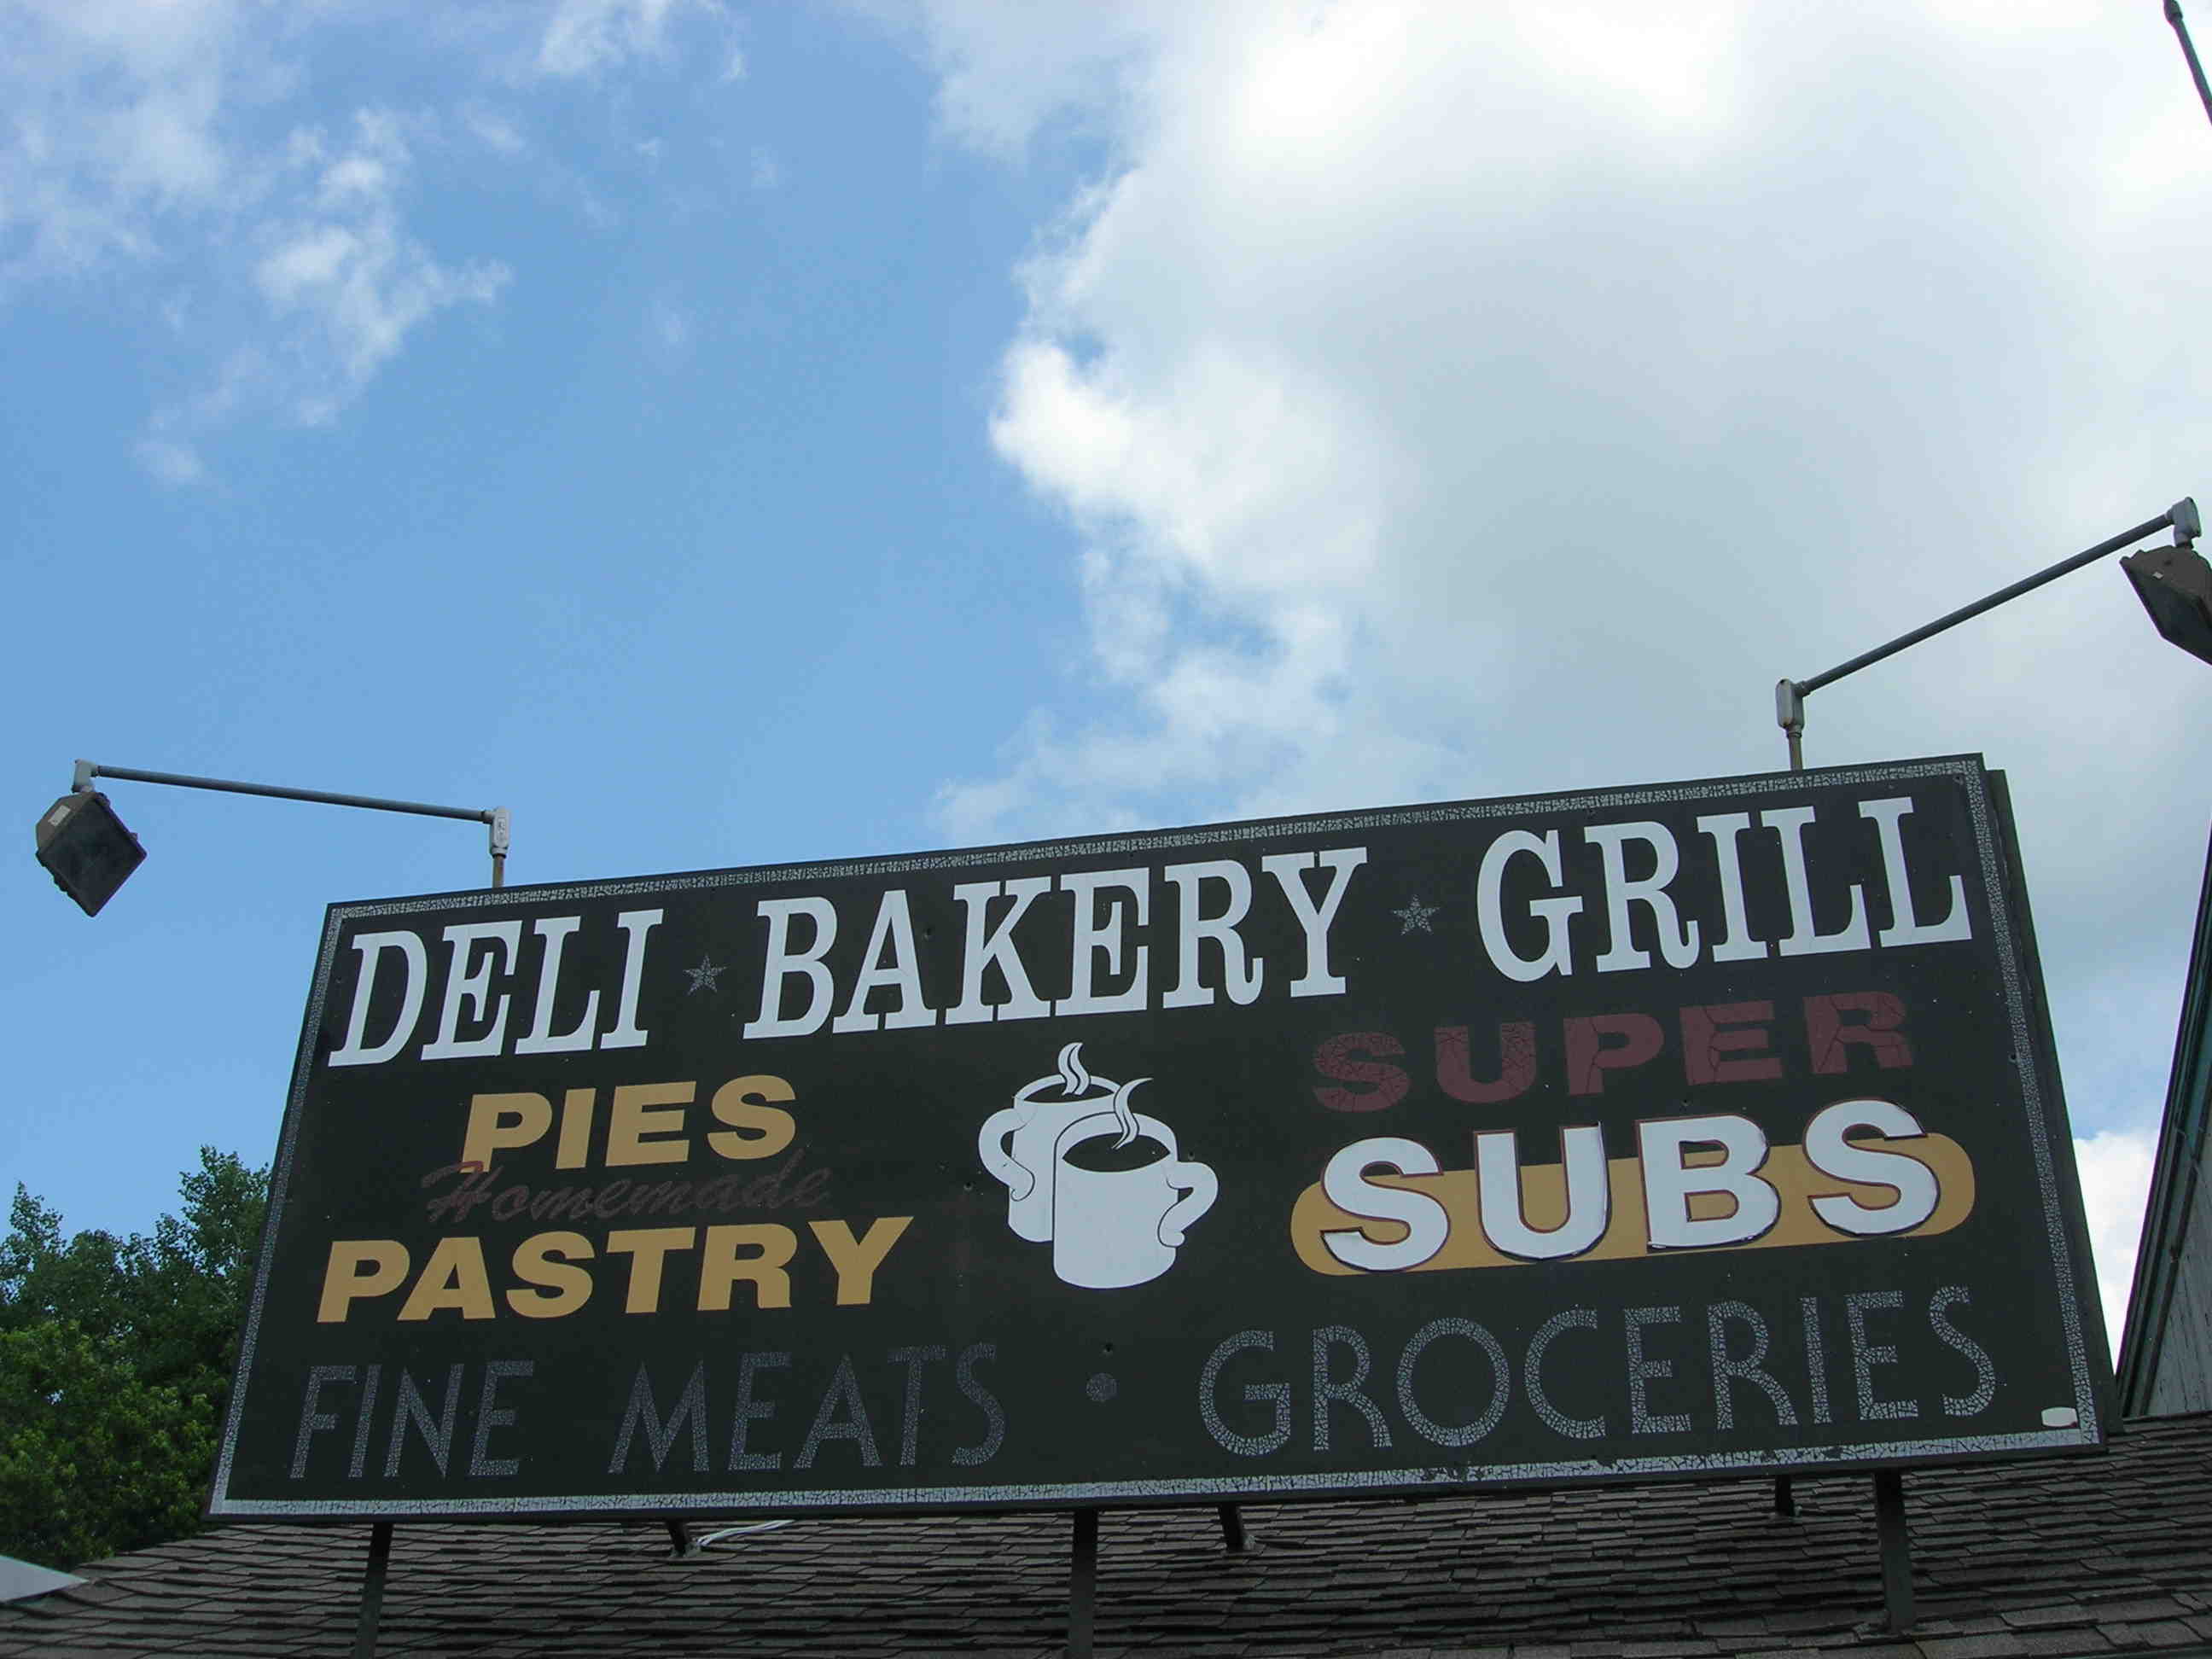 DELI ★ BAKERY ★ GRILL
PIES
Homemade
PASTRY
SUPER
SUBS
FINE MEATS • GROCERIES